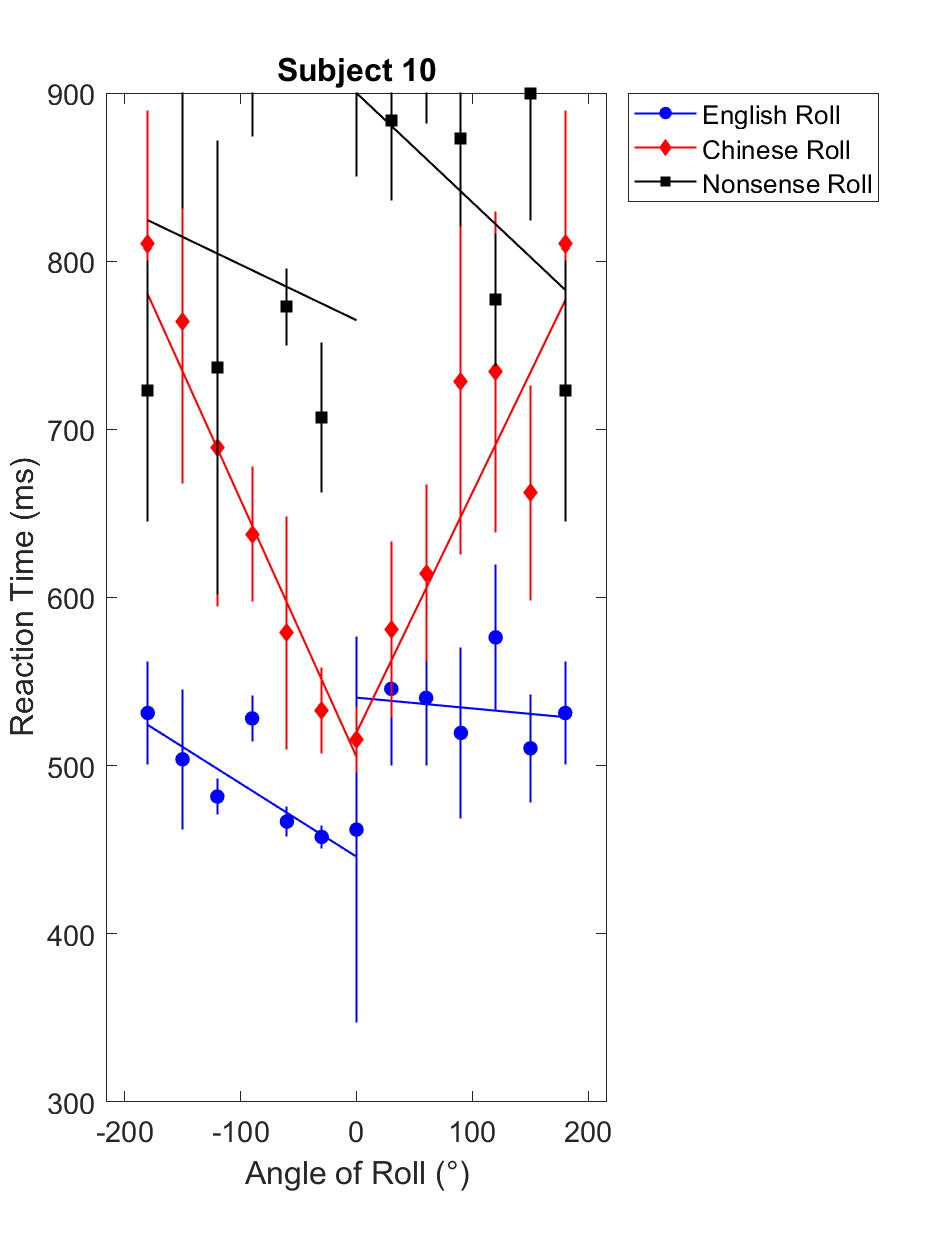 Subject 10
English Roll
Chinese Roll
Nonsense Roll
900
800
700
600
500
400
300
Reaction Time (ms)
-200 -100 0 100 200
Angle of Roll (°)